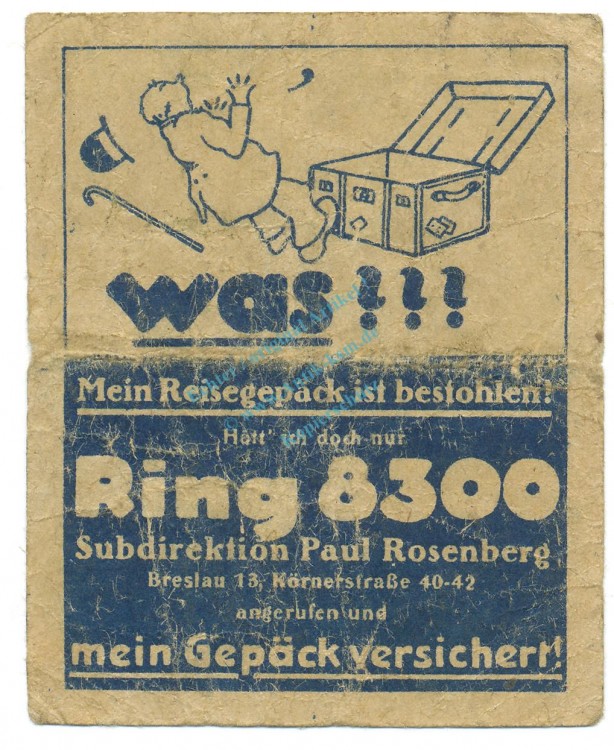 was!!!
Mein Reisegepäck ist bestohlen!
Hätt' ich doch nur
Ring 8300
Subdirektion Paul Rosenberg
Breslau 13, Körnerstraße 40-42
angerufen und
mein Gepäck versichert!